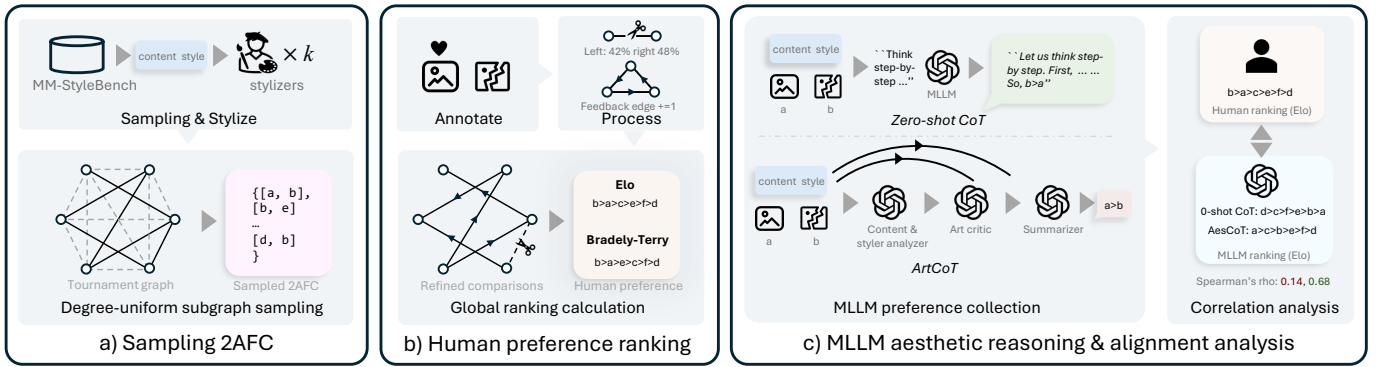 content style
× k
MM-StyleBench
stylizers
Sampling & Stylize
{[a, b],
[b, e]
…
[d, b]
}
Tournament graph
Sampled 2AFC
Degree-uniform subgraph sampling
a) Sampling 2AFC
Annotate
Left: 42% right 48%
Feedback edge +=1
Process
Elo
b>a>c>e>f>d
Bradely-Terry
b>a>e>c>f>d
Refined comparisons
Human preference
Global ranking calculation
b) Human preference ranking
content style
a
b
``Think
step-by-
step ...’’
MLLM
``Let us think step-
by step. First, ... ...
So, b>a’’
Zero-shot CoT
content style
a
b
Content &
styler analyzer
Art critic
Summarizer
a>b
ArtCoT
MLLM preference collection
b>a>c>e>f>d
Human ranking (Elo)
0-shot CoT: d>c>f>e>b>a
AesCoT: a>c>b>e>f>d
MLLM ranking (Elo)
Spearman's rho: 0.14, 0.68
Correlation analysis
c) MLLM aesthetic reasoning & alignment analysis